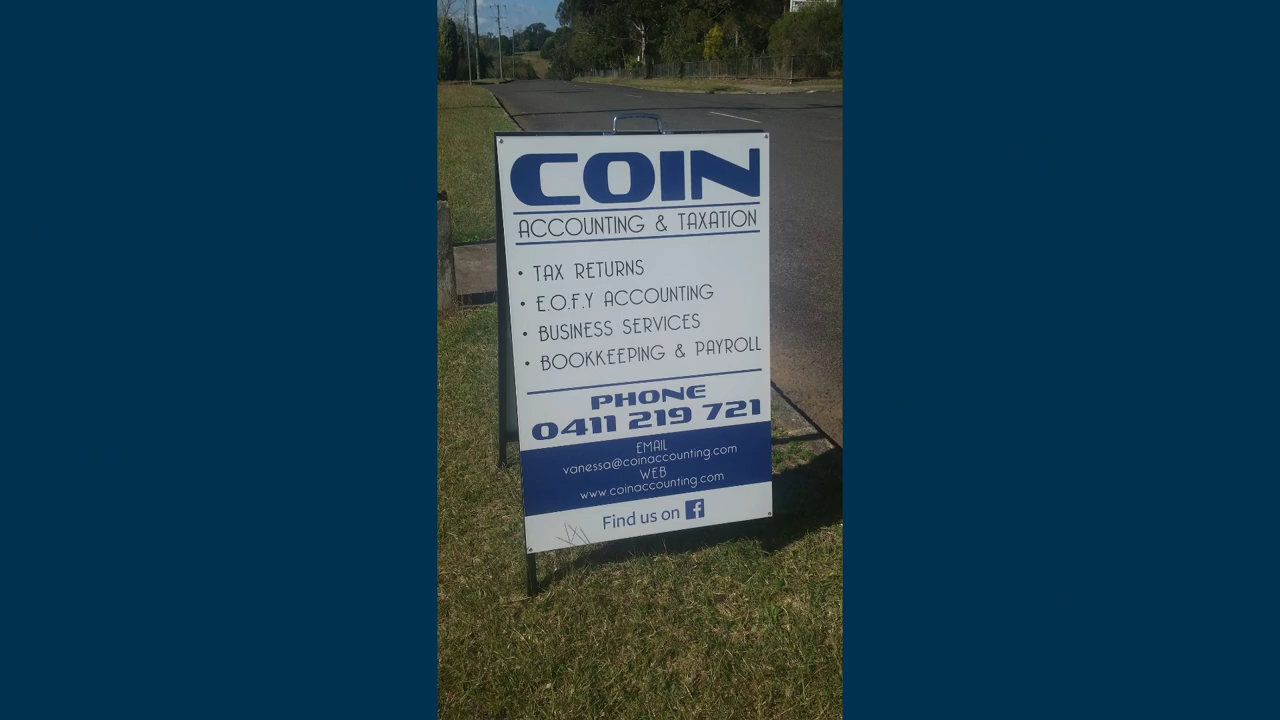 COIN
ACCOUNTING & TAXATION
• TAX RETURNS
• E.O.F.Y ACCOUNTING
• BUSINESS SERVICES
• BOOKKEEPING & PAYROLL
PHONE
0411 219 721
EMAIL
vanessa@coinaccounting.com
WEB
www.coinaccounting.com
Find us on f